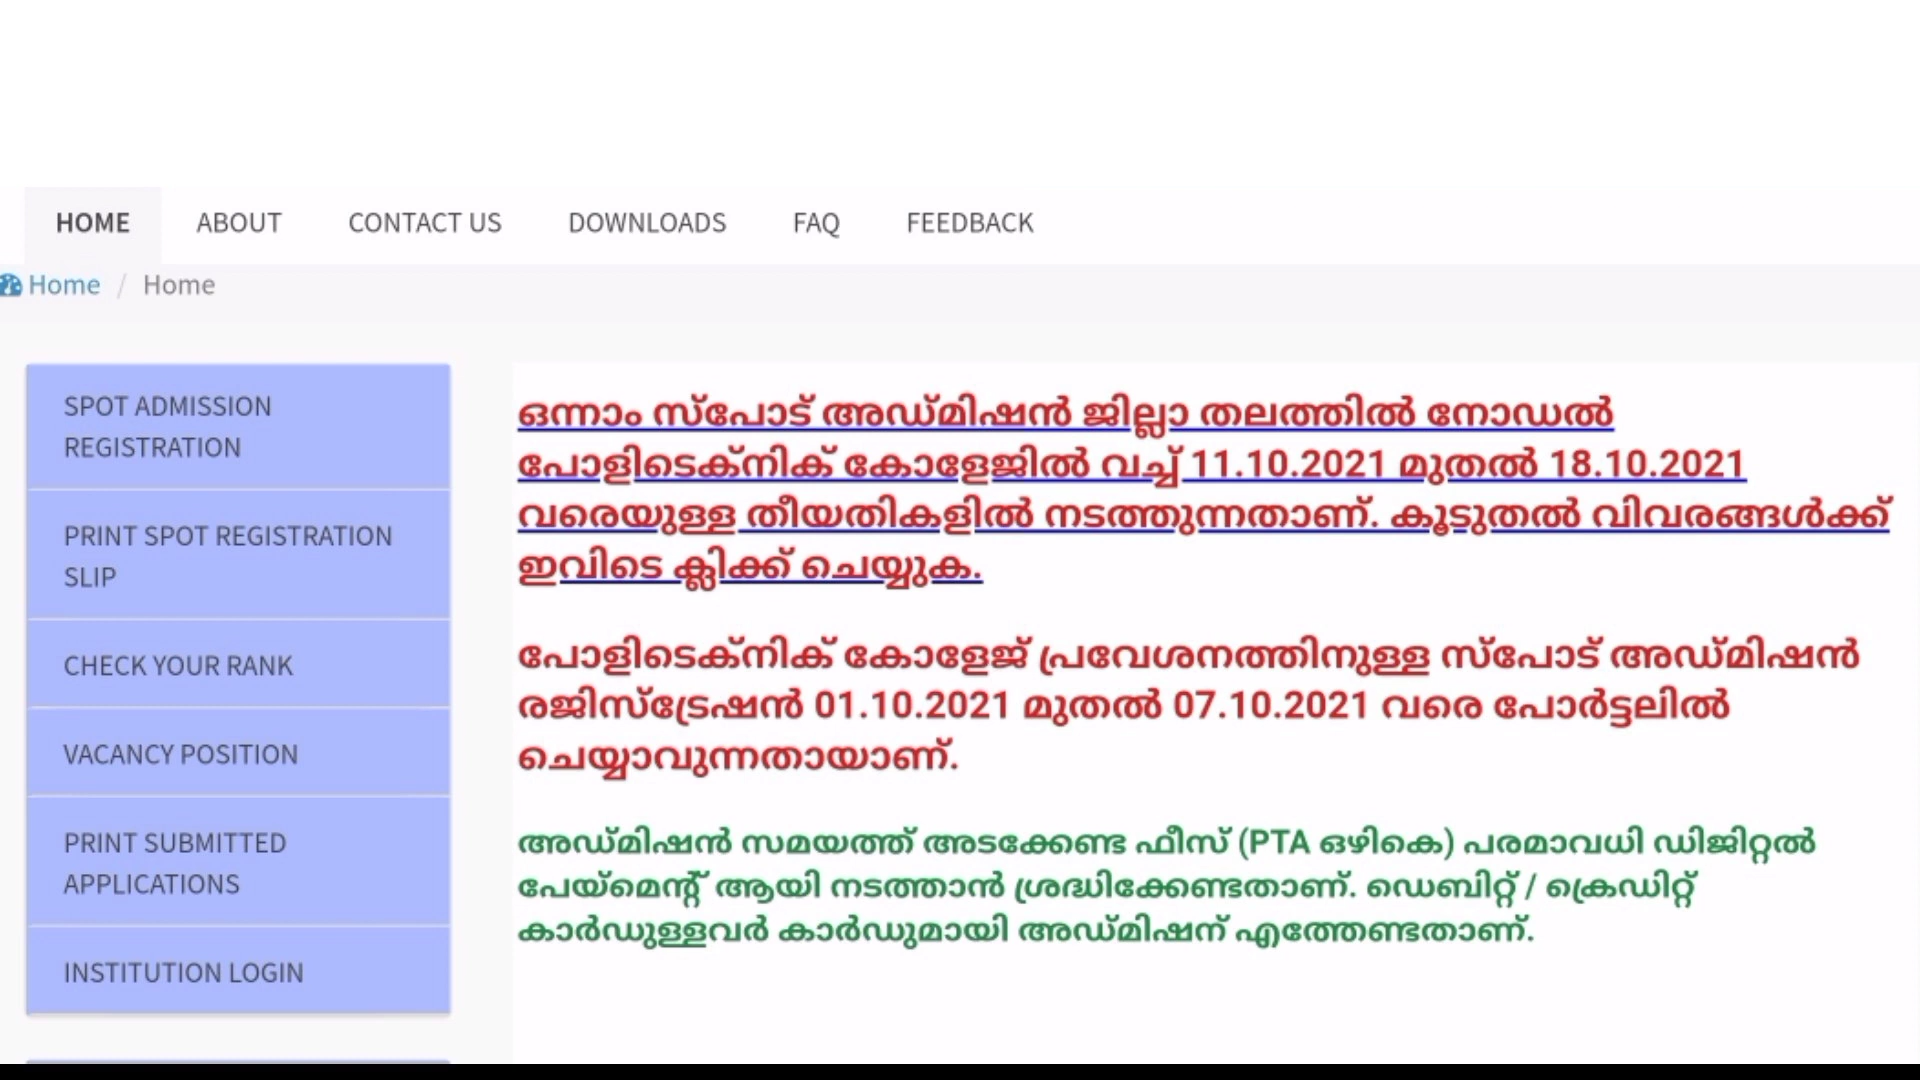 HOME ABOUT CONTACT US DOWNLOADS FAQ FEEDBACK
Home / Home
SPOT ADMISSION
REGISTRATION
PRINT SPOT REGISTRATION
SLIP
CHECK YOUR RANK
VACANCY POSITION
PRINT SUBMITTED
APPLICATIONS
INSTITUTION LOGIN
ഒന്നാം സ്പോട് അഡ്മിഷൻ ജില്ലാ തലത്തിൽ നോഡൽ
പോളിടെക്നിക് കോളേജിൽ വച്ച് 11.10.2021 മുതൽ 18.10.2021
വരെയുള്ള തീയതികളിൽ നടത്തുന്നതാണ്. കൂടുതൽ വിവരങ്ങൾക്ക്
ഇവിടെ ക്ലിക്ക് ചെയ്യുക.
പോളിടെക്നിക് കോളേജ് പ്രവേശനത്തിനുള്ള സ്പോട് അഡ്മിഷൻ
രജിസ്ട്രേഷൻ 01.10.2021 മുതൽ 07.10.2021 വരെ പോർട്ടലിൽ
ചെയ്യാവുന്നതായാണ്.
അഡ്മിഷൻ സമയത്ത് അടക്കേണ്ട ഫീസ് (PTA ഒഴികെ) പരമാവധി ഡിജിറ്റൽ
പേയ്മെന്റ് ആയി നടത്താൻ ശ്രദ്ധിക്കേണ്ടതാണ്. ഡെബിറ്റ് / ക്രെഡിറ്റ്
കാർഡുള്ളവർ കാർഡുമായി അഡ്മിഷന് എത്തേണ്ടതാണ്.